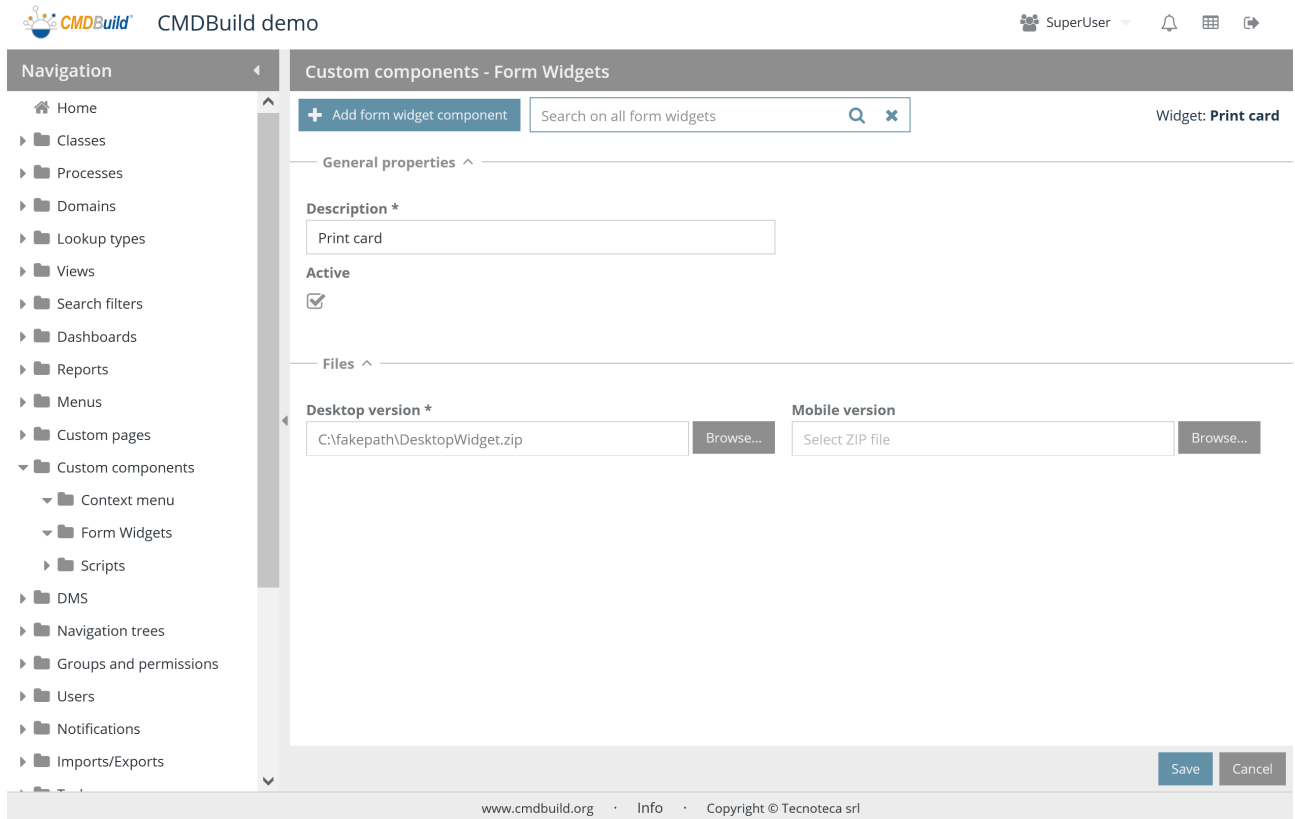 CMDBuild
CMDBuild demo
SuperUser
Navigation
Custom components - Form Widgets
Home
Classes
Processes
Domains
Lookup types
Views
Search filters
Dashboards
Reports
Menus
Custom pages
Custom components
Context menu
Form Widgets
Scripts
DMS
Navigation trees
Groups and permissions
Users
Notifications
Imports/Exports
Add form widget component
Search on all form widgets
Widget: Print card
General properties
Description *
Print card
Active
Files
Desktop version *
Mobile version
C:\fakepath\DesktopWidget.zip
Browse...
Select ZIP file
Browse...
Save
Cancel
www.cmdbuild.org · Info · Copyright © Tecnoteca srl